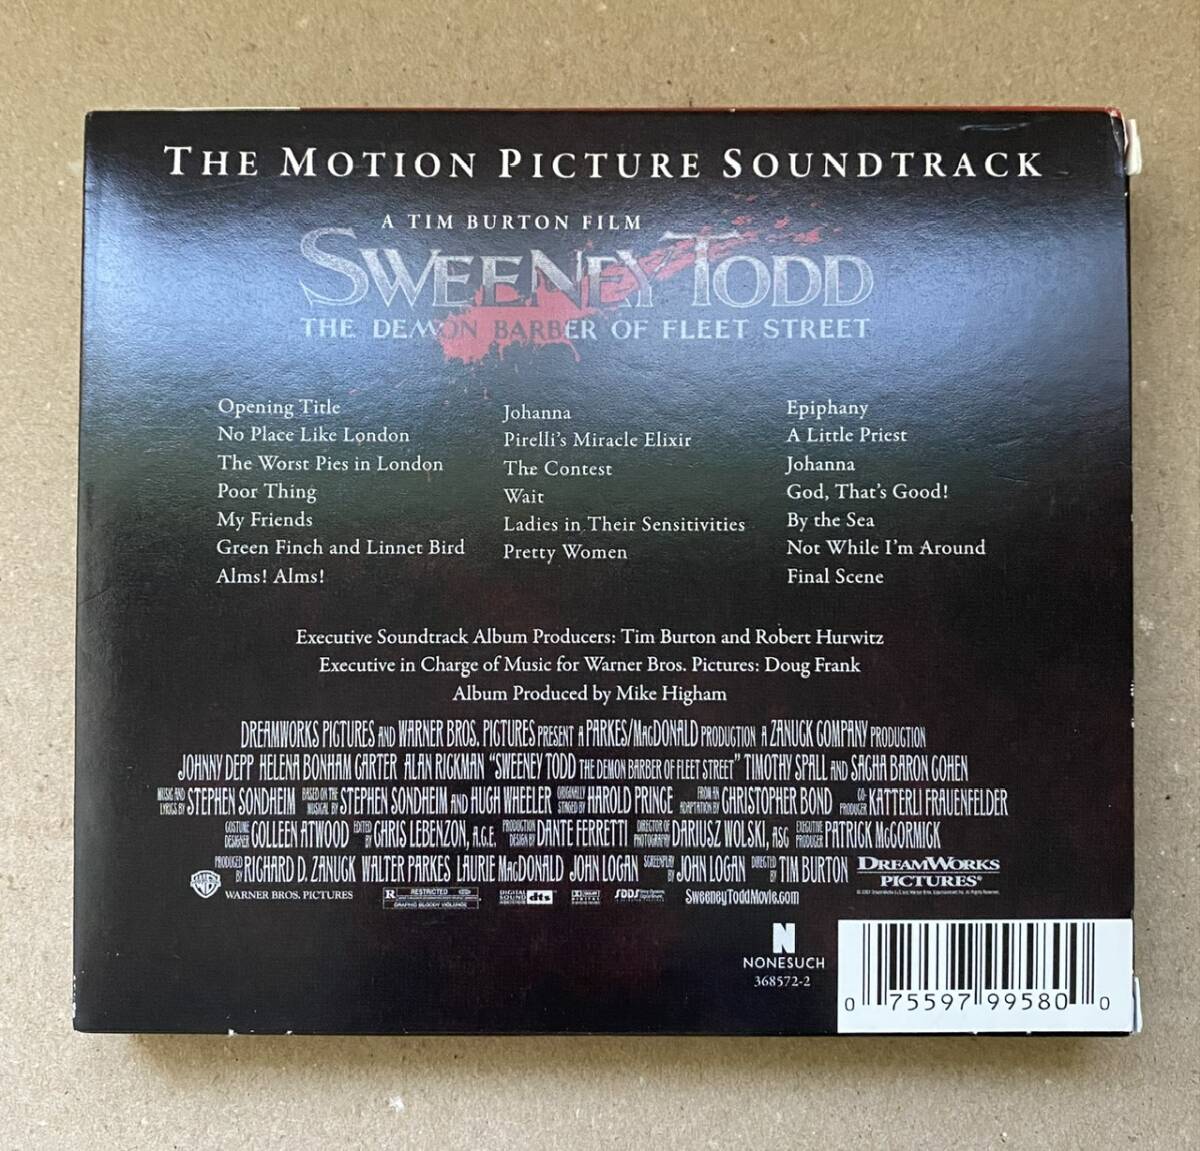 THE MOTION PICTURE SOUNDTRACK
A TIM BURTON FILM
SWEENEY TODD
THE DEMON BARBER OF FLEET STREET
Opening Title
No Place Like London
The Worst Pies in London
Poor Thing
My Friends
Green Finch and Linnet Bird
Alms! Alms!
Johanna
Pirelli's Miracle Elixir
The Contest
Wait
Ladies in Their Sensitivities
Pretty Women
Epiphany
A Little Priest
Johanna
God, That's Good!
By the Sea
Not While I'm Around
Final Scene
Executive Soundtrack Album Producers: Tim Burton and Robert Hurwitz
Executive in Charge of Music for Warner Bros. Pictures: Doug Frank
Album Produced by Mike Higham
DREAMWORKS PICTURES AND WARNER BROS. PICTURES PRESENT A PARKES/MACDONALD PRODUCTION A ZANUCK COMPANY PRODUCTION
JOHNNY DEPP HELENA BONHAM CARTER ALAN RICKMAN "SWEENEY TODD THE DEMON BARBER OF FLEET STREET" TIMOTHY SPALL AND SACHA BARON COHEN
MUSIC AND LYRICS BY STEPHEN SONDHEIM BASED ON THE MUSICAL BY STEPHEN SONDHEIM AND HUGH WHEELER ORIGINALLY STAGED BY HAROLD PRINCE FROM AN ADAPTATION BY CHRISTOPHER BOND CO-PRODUCER KATTERLI FRAUENFELDER
COSTUME DESIGNER COLLEEN ATWOOD EDITED BY CHRIS LEBENZON, A.C.E. PRODUCTION DESIGN BY DANTE FERRETTI DIRECTOR OF PHOTOGRAPHY DARIUSZ WOLSKI, ASC EXECUTIVE PRODUCER PATRICK McCORMICK
PRODUCED BY RICHARD D. ZANUCK WALTER PARKES LAURIE MACDONALD JOHN LOGAN SCREENPLAY BY JOHN LOGAN DIRECTED BY TIM BURTON
DREAMWORKS PICTURES
WARNER BROS. PICTURES
R RESTRICTED
GRAPHIC BLOODY VIOLENCE
DIGITAL SOUND dts
SDDS
SweeneyToddMovie.com
N
NONESUCH
368572-2
0 75597 99580 0